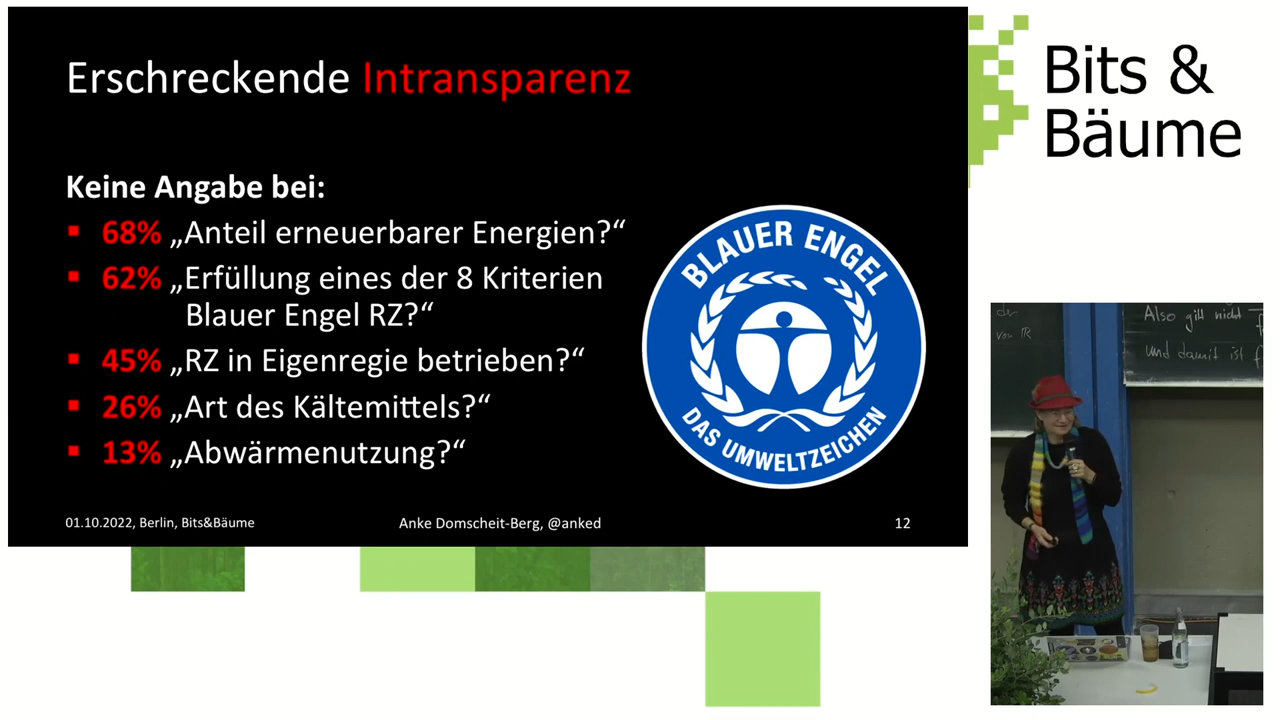 Erschreckende Intransparenz
Keine Angabe bei:
68% „Anteil erneuerbarer Energien?“
62% „Erfüllung eines der 8 Kriterien
Blauer Engel RZ?“
45% „RZ in Eigenregie betrieben?“
26% „Art des Kältemittels?“
13% „Abwärmenutzung?“
BLAUER ENGEL
DAS UMWELTZEICHEN
01.10.2022, Berlin, Bits&Bäume
Anke Domscheit-Berg, @anked
12
Bits &
Bäume
Also gilt nicht
und damit ist